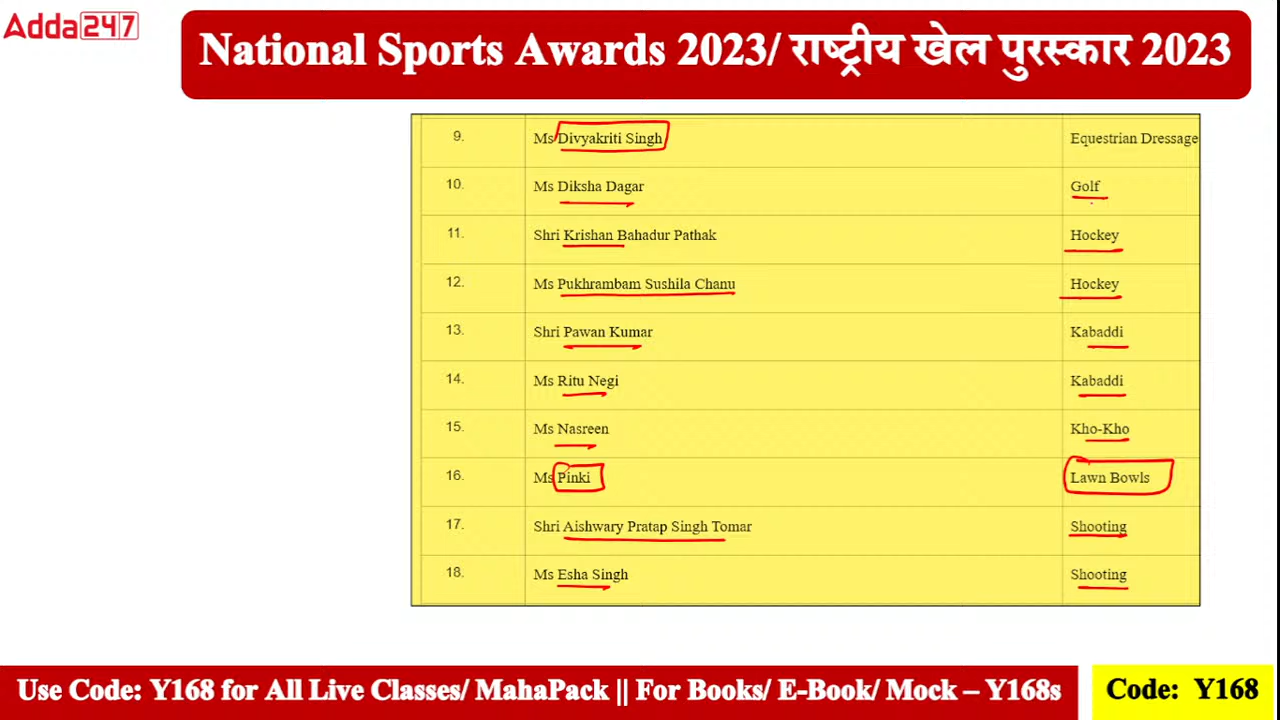 Adda247
National Sports Awards 2023/ राष्ट्रीय खेल पुरस्कार 2023
9. Ms Divyakriti Singh Equestrian Dressage
10. Ms Diksha Dagar Golf
11. Shri Krishan Bahadur Pathak Hockey
12. Ms Pukhrambam Sushila Chanu Hockey
13. Shri Pawan Kumar Kabaddi
14. Ms Ritu Negi Kabaddi
15. Ms Nasreen Kho-Kho
16. Ms Pinki Lawn Bowls
17. Shri Aishwary Pratap Singh Tomar Shooting
18. Ms Esha Singh Shooting
Use Code: Y168 for All Live Classes/ MahaPack || For Books/ E-Book/ Mock – Y168s
Code: Y168